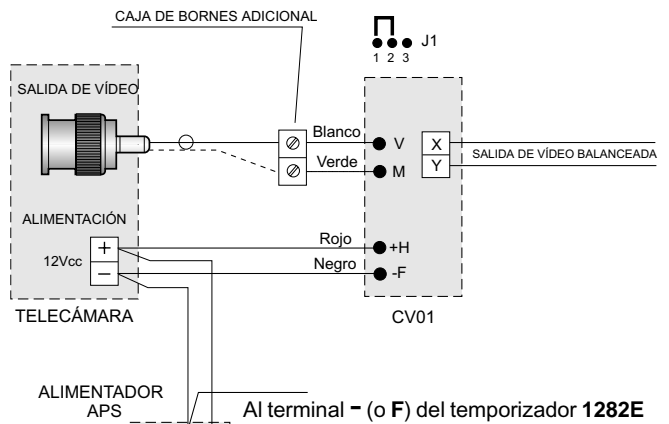 CAJA DE BORNES ADICIONAL
J1
1 2 3
SALIDA DE VÍDEO
Blanco
V
X
SALIDA DE VÍDEO BALANCEADA
Verde
M
Y
ALIMENTACIÓN
12Vcc
+
Rojo
+H
−
Negro
-F
TELECÁMARA
CV01
ALIMENTADOR
APS
Al terminal - (o F) del temporizador 1282E